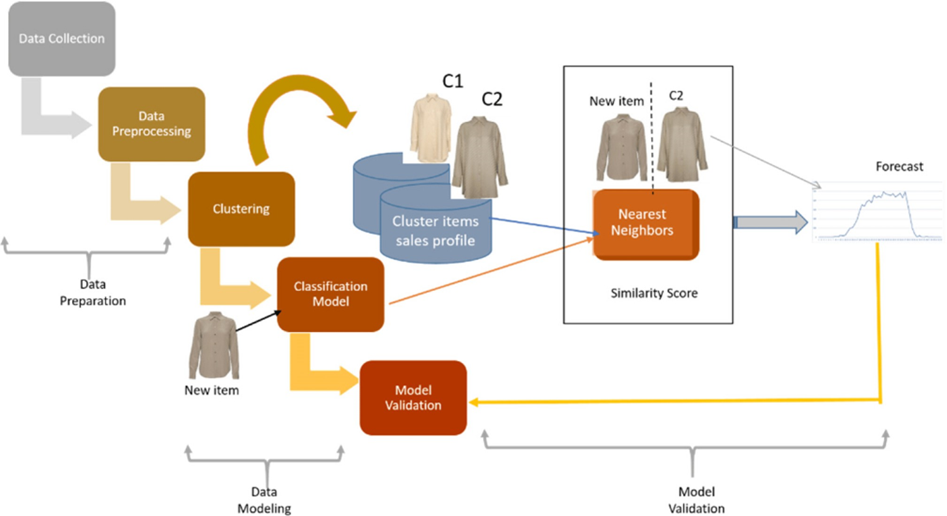 Data Collection
Data
Preprocessing
Clustering
C1
C2
Cluster items
sales profile
New item
C2
Nearest
Neighbors
Similarity Score
Forecast
Data
Preparation
Classification
Model
New item
Model
Validation
Data
Modeling
Model
Validation